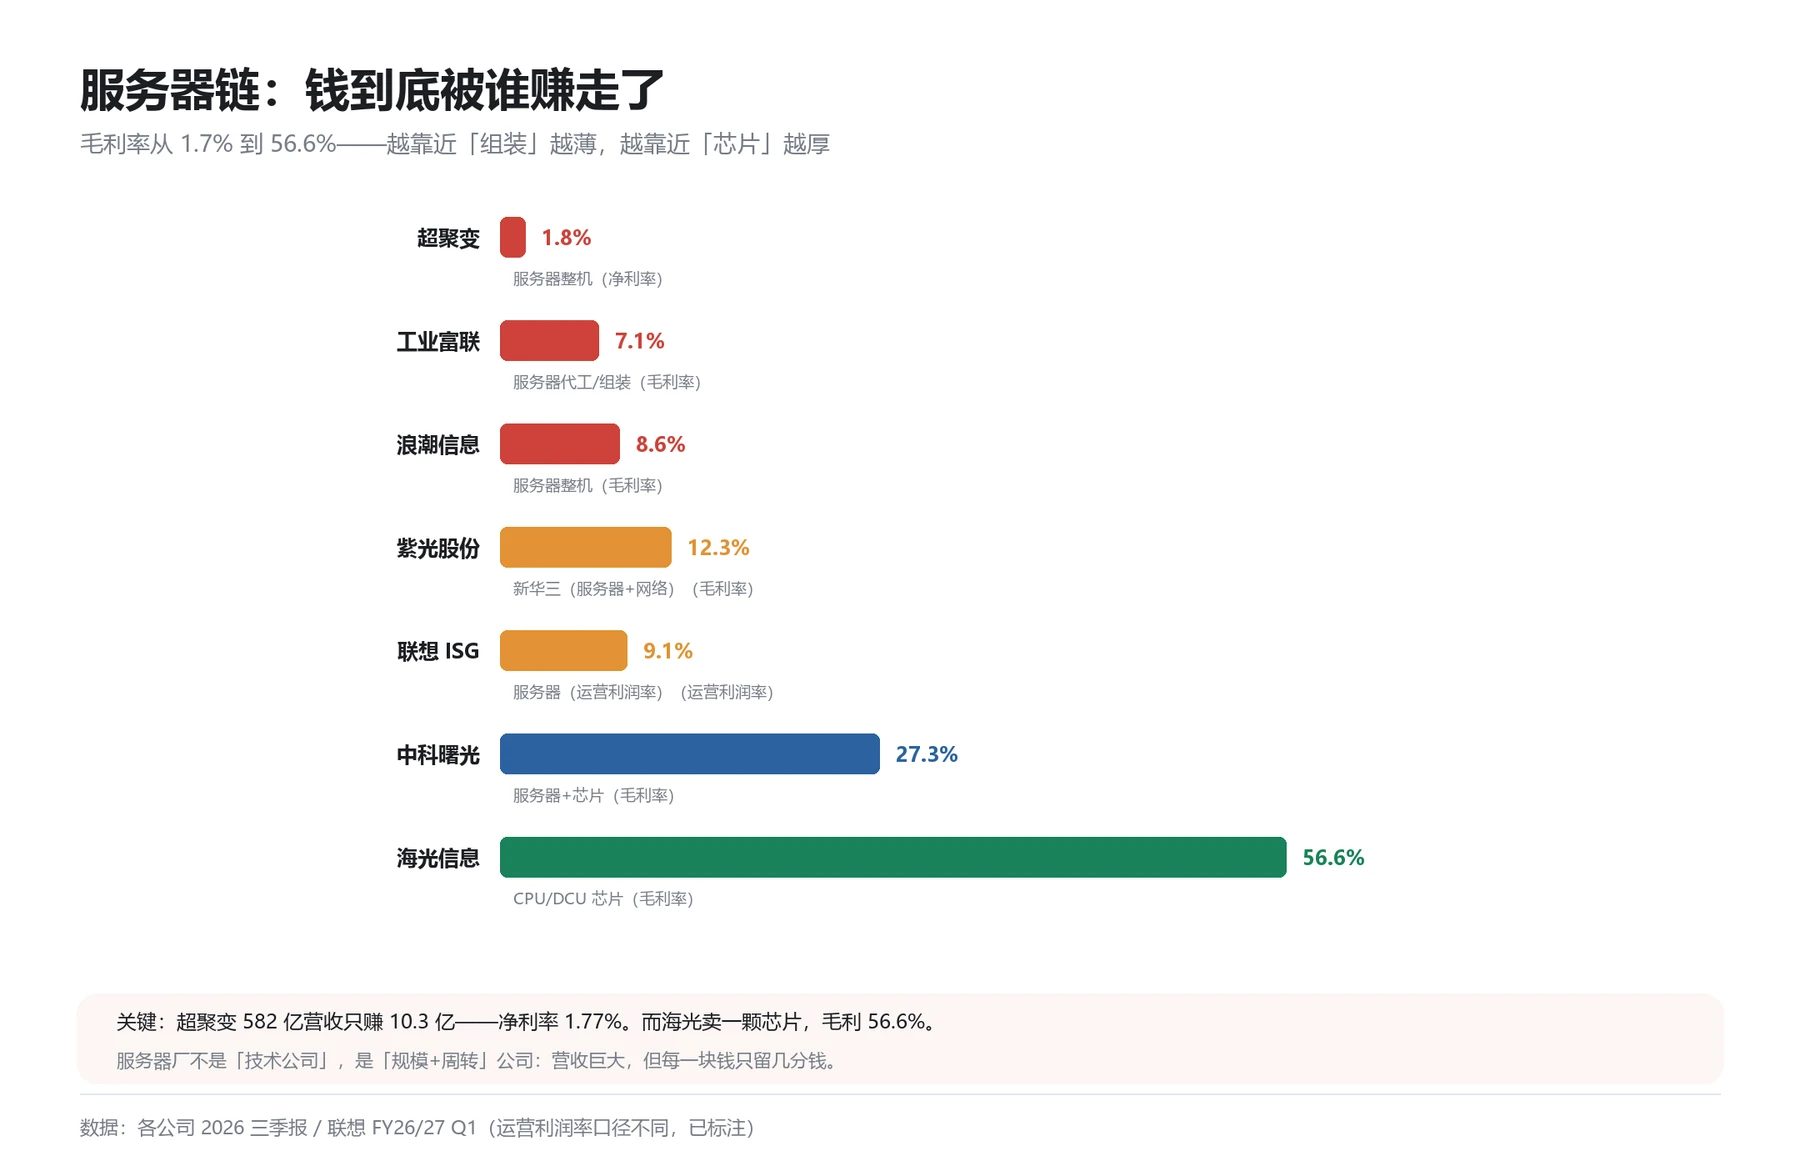 服务器链：钱到底被谁赚走了
毛利率从 1.7% 到 56.6%——越靠近「组装」越薄，越靠近「芯片」越厚
超聚变 1.8%
服务器整机（净利率）
工业富联 7.1%
服务器代工/组装（毛利率）
浪潮信息 8.6%
服务器整机（毛利率）
紫光股份 12.3%
新华三（服务器+网络）（毛利率）
联想 ISG 9.1%
服务器（运营利润率）（运营利润率）
中科曙光 27.3%
服务器+芯片（毛利率）
海光信息 56.6%
CPU/DCU 芯片（毛利率）
关键：超聚变 582 亿营收只赚 10.3 亿——净利率 1.77%。而海光卖一颗芯片，毛利 56.6%。
服务器厂不是「技术公司」，是「规模+周转」公司：营收巨大，但每一块钱只留几分钱。
数据：各公司 2026 三季报 / 联想 FY26/27 Q1（运营利润率口径不同，已标注）